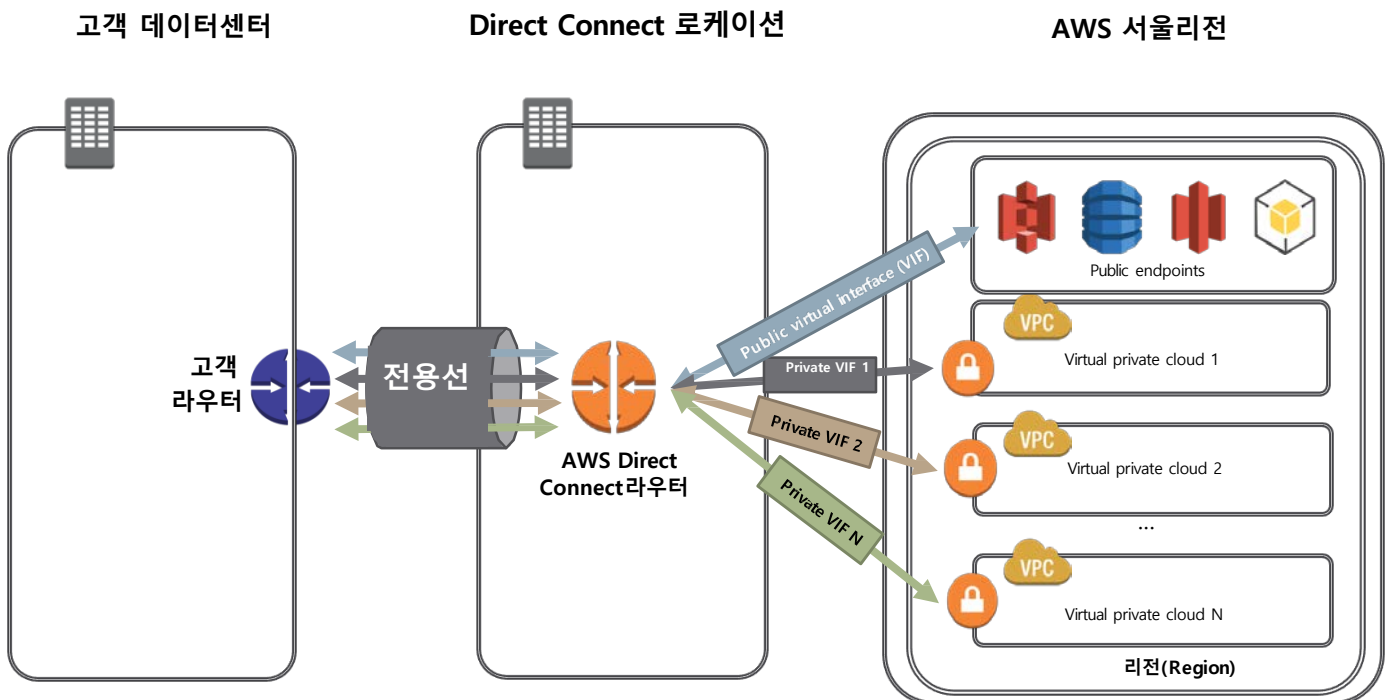 고객 데이터센터
Direct Connect 로케이션
AWS 서울리전
Public endpoints
Public virtual interface (VIF)
VPC
Virtual private cloud 1
고객
라우터
전용선
Private VIF 1
Private VIF 2
VPC
Virtual private cloud 2
AWS Direct
Connect라우터
Private VIF N
...
VPC
Virtual private cloud N
리전(Region)